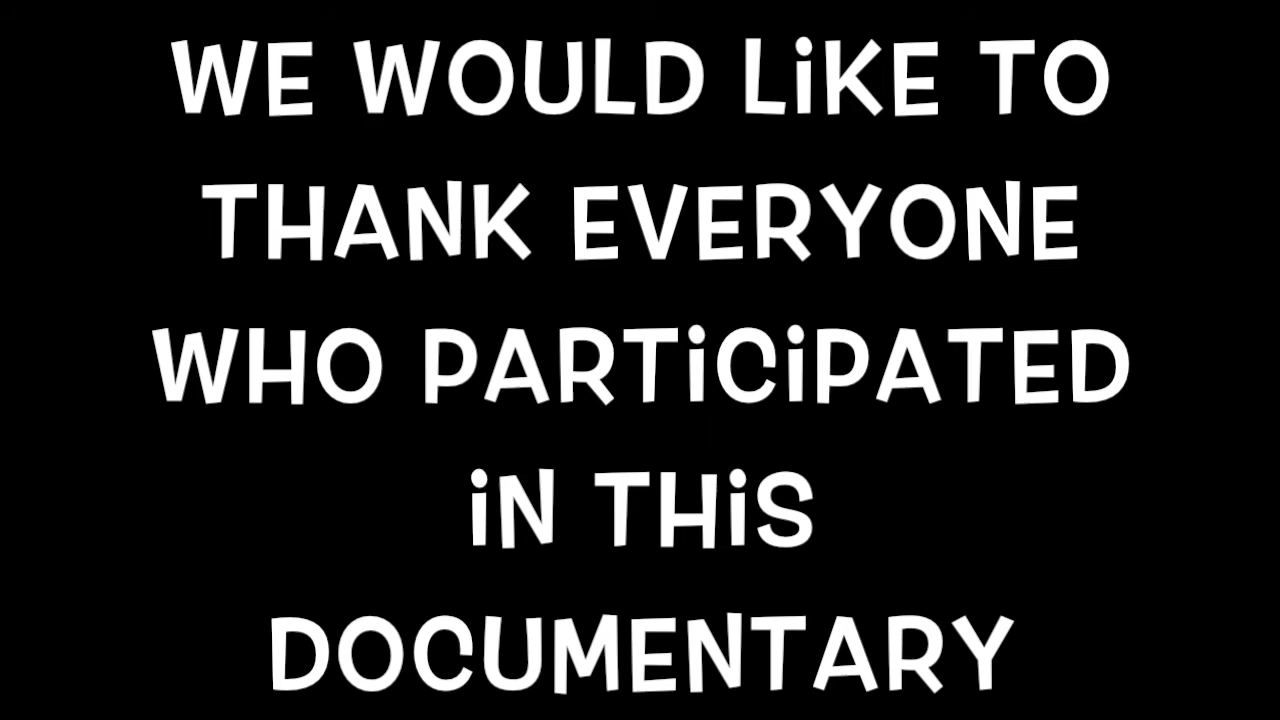 WE WOULD LiKE TO
THANK EVERYONE
WHO PARTiCiPATED
iN THiS
DOCUMENTARY